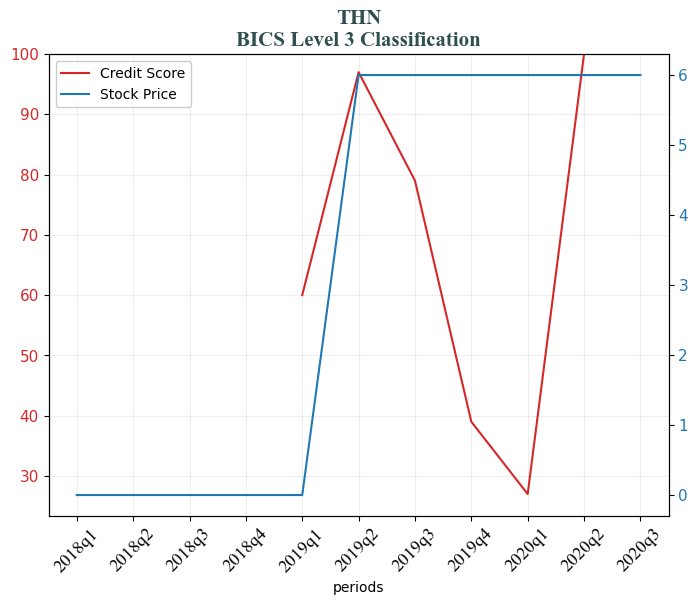 THN
BICS Level 3 Classification
Credit Score
Stock Price
100
90
80
70
60
50
40
30
6
5
4
3
2
1
0
2018q1
2018q2
2018q3
2018q4
2019q1
2019q2
2019q3
2019q4
2020q1
2020q2
2020q3
periods